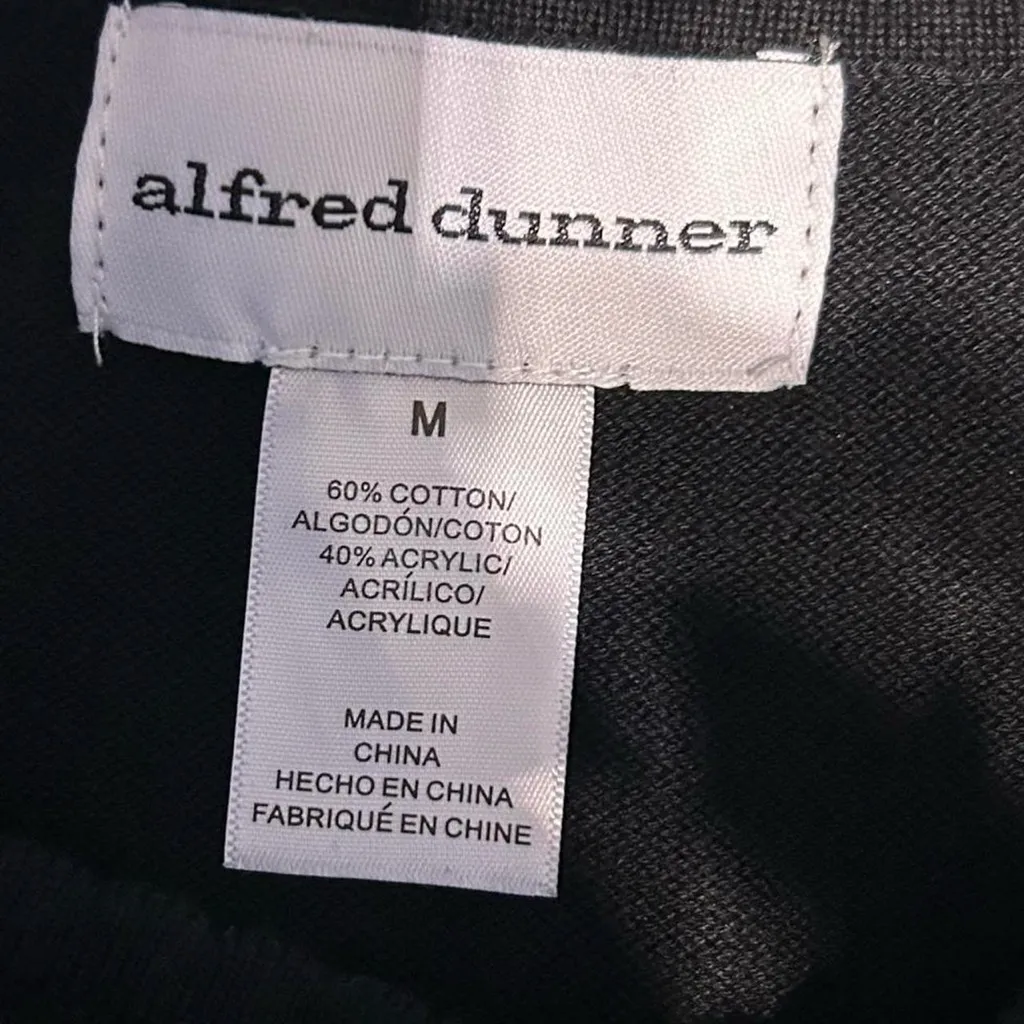 alfred dunner
M
60% COTTON/
ALGODÓN/COTON
40% ACRYLIC/
ACRÍLICO/
ACRYLIQUE
MADE IN
CHINA
HECHO EN CHINA
FABRIQUÉ EN CHINE